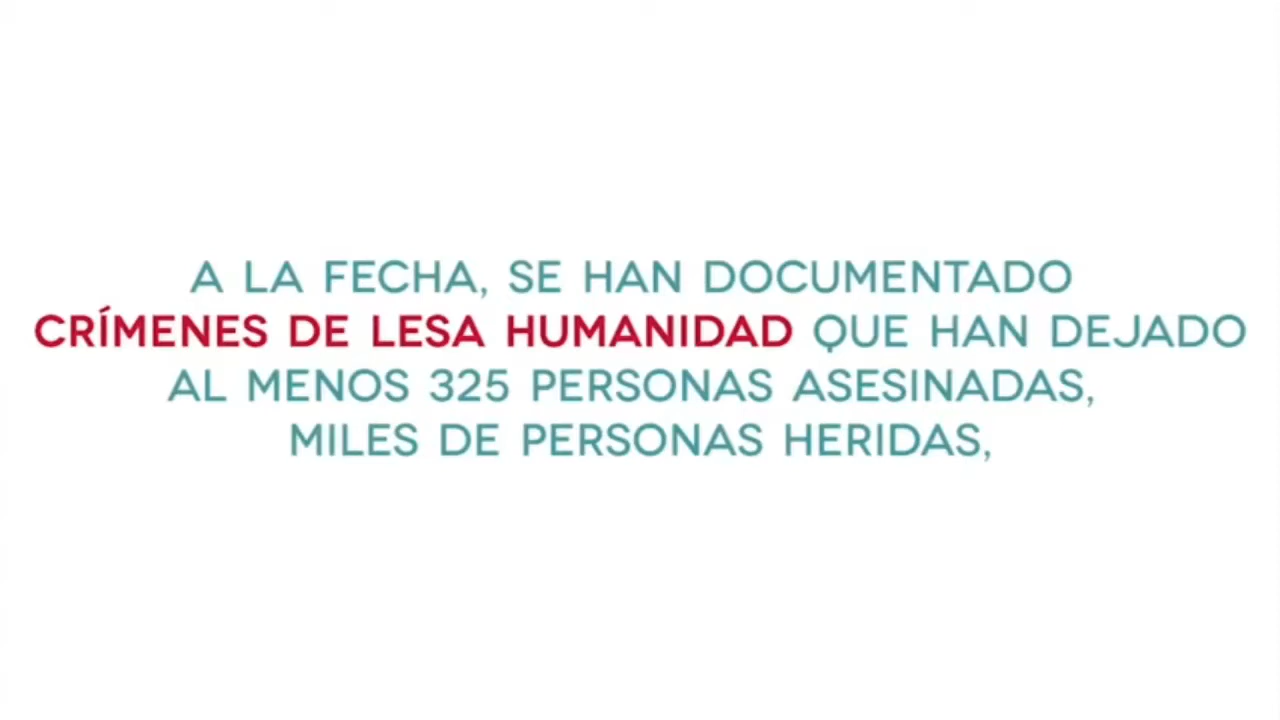 A LA FECHA, SE HAN DOCUMENTADO
CRÍMENES DE LESA HUMANIDAD QUE HAN DEJADO
AL MENOS 325 PERSONAS ASESINADAS,
MILES DE PERSONAS HERIDAS,